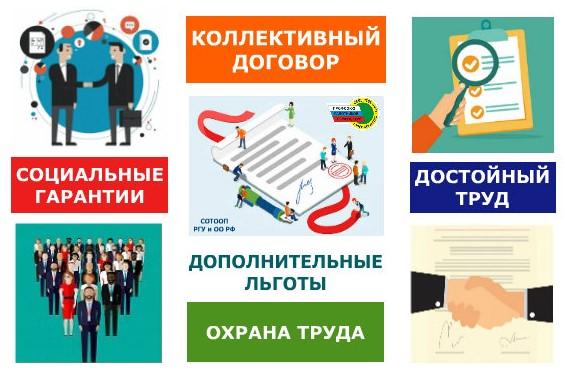 КОЛЛЕКТИВНЫЙ
ДОГОВОР
СОЦИАЛЬНЫЕ
ГАРАНТИИ
СОТООП
РГУ и ОО РФ
ДОСТОЙНЫЙ
ТРУД
ДОПОЛНИТЕЛЬНЫЕ
ЛЬГОТЫ
ОХРАНА ТРУДА